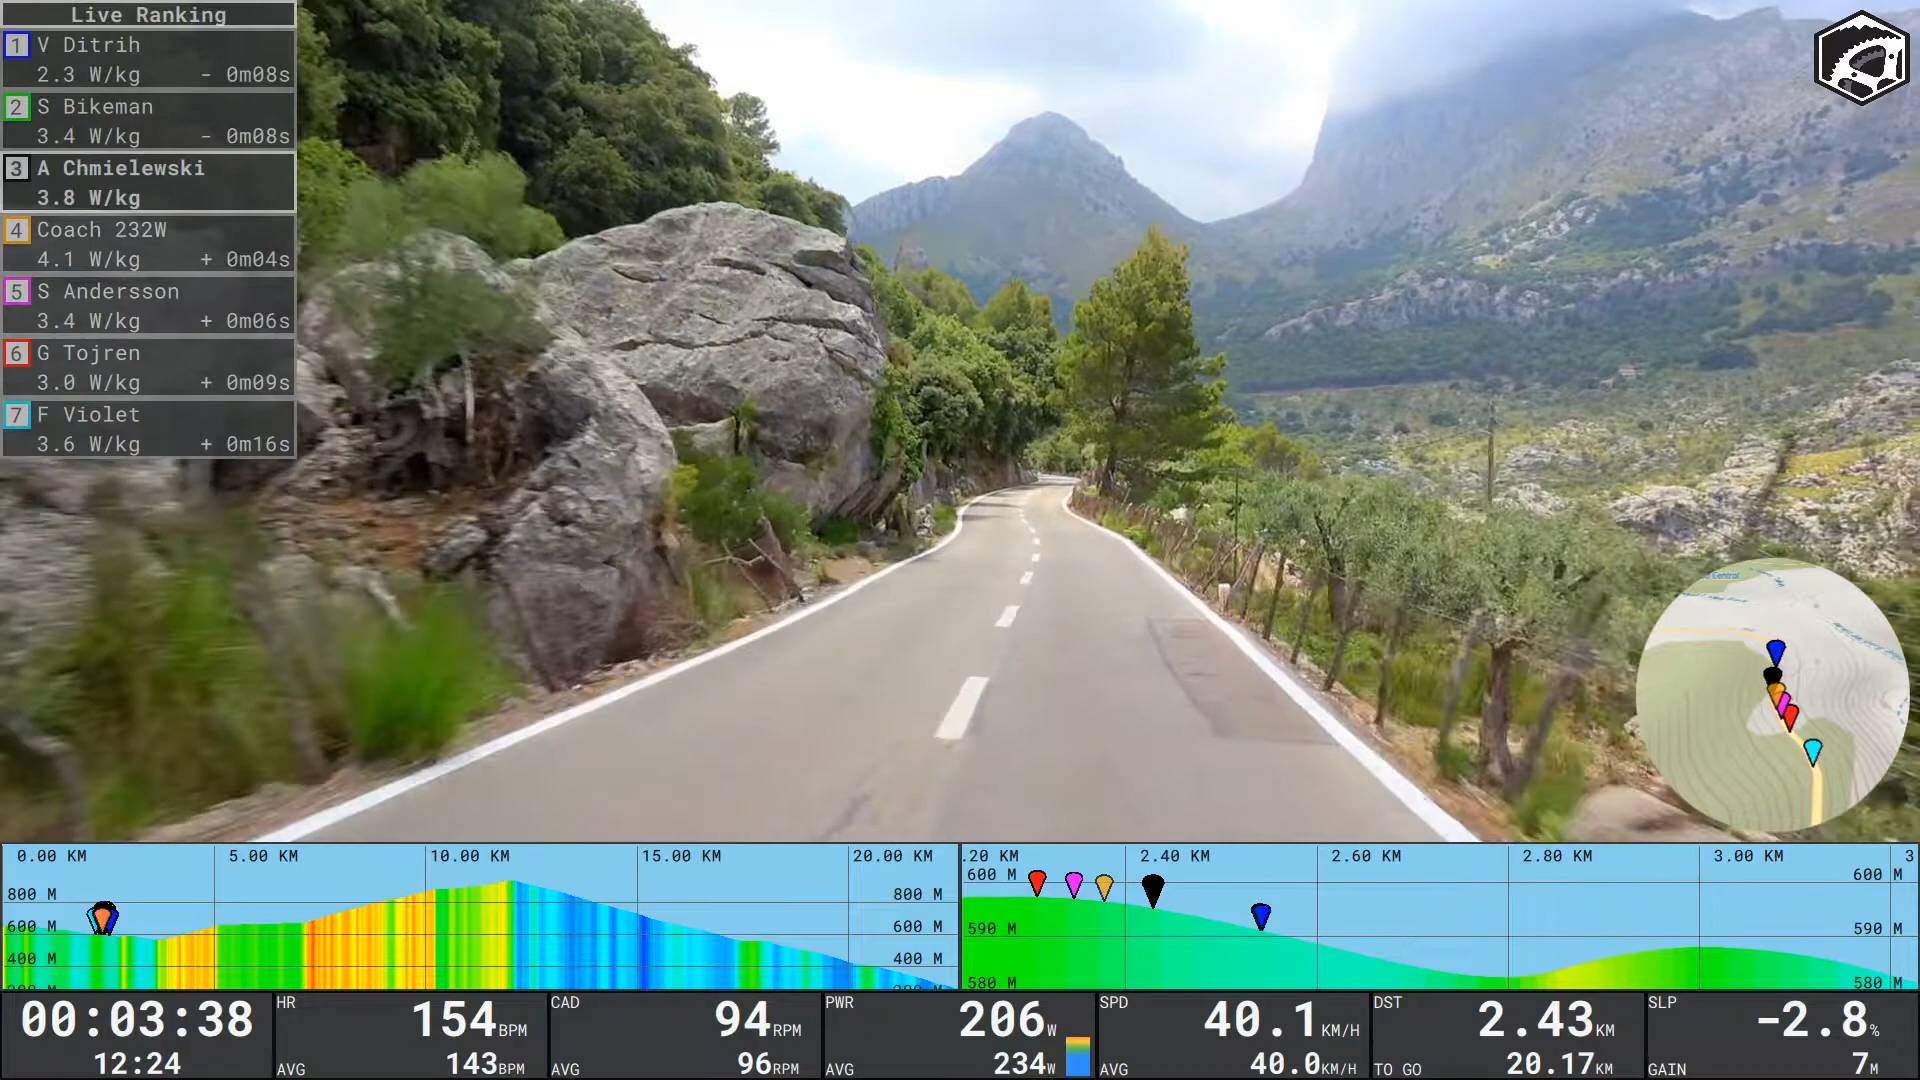 Live Ranking
1 V Ditrih
2.3 W/kg - 0m08s
2 S Bikeman
3.4 W/kg - 0m08s
3 A Chmielewski
3.8 W/kg
4 Coach 232W
4.1 W/kg + 0m04s
5 S Andersson
3.4 W/kg + 0m06s
6 G Tojren
3.0 W/kg + 0m09s
7 F Violet
3.6 W/kg + 0m16s
Central
0.00 KM 5.00 KM 10.00 KM 15.00 KM 20.00 KM
800 M 800 M
600 M 600 M
400 M 400 M
.20 KM 2.40 KM 2.60 KM 2.80 KM 3.00 KM 3
600 M 600 M
590 M 590 M
580 M 580 M
00:03:38
12:24
HR 154 BPM
AVG 143 BPM
CAD 94 RPM
AVG 96 RPM
PWR 206 W
AVG 234 W
SPD 40.1 KM/H
AVG 40.0 KM/H
DST 2.43 KM
TO GO 20.17 KM
SLP -2.8 %
GAIN 7 M